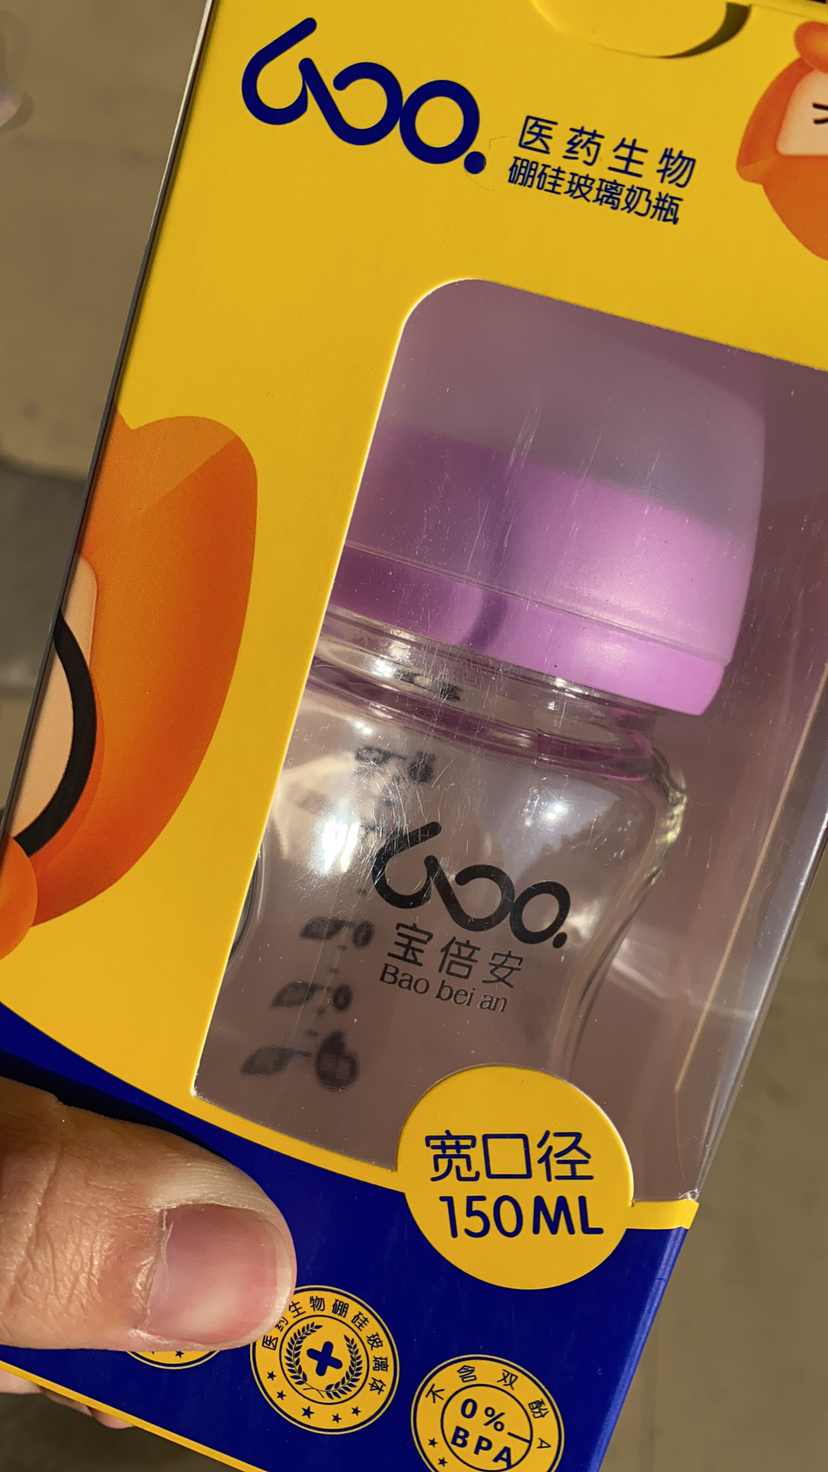 医药生物
硼硅玻璃奶瓶
宝倍安
Bao bei an
宽口径
150ML
医药生物硼硅玻璃体
不含双酚A
0%
BPA